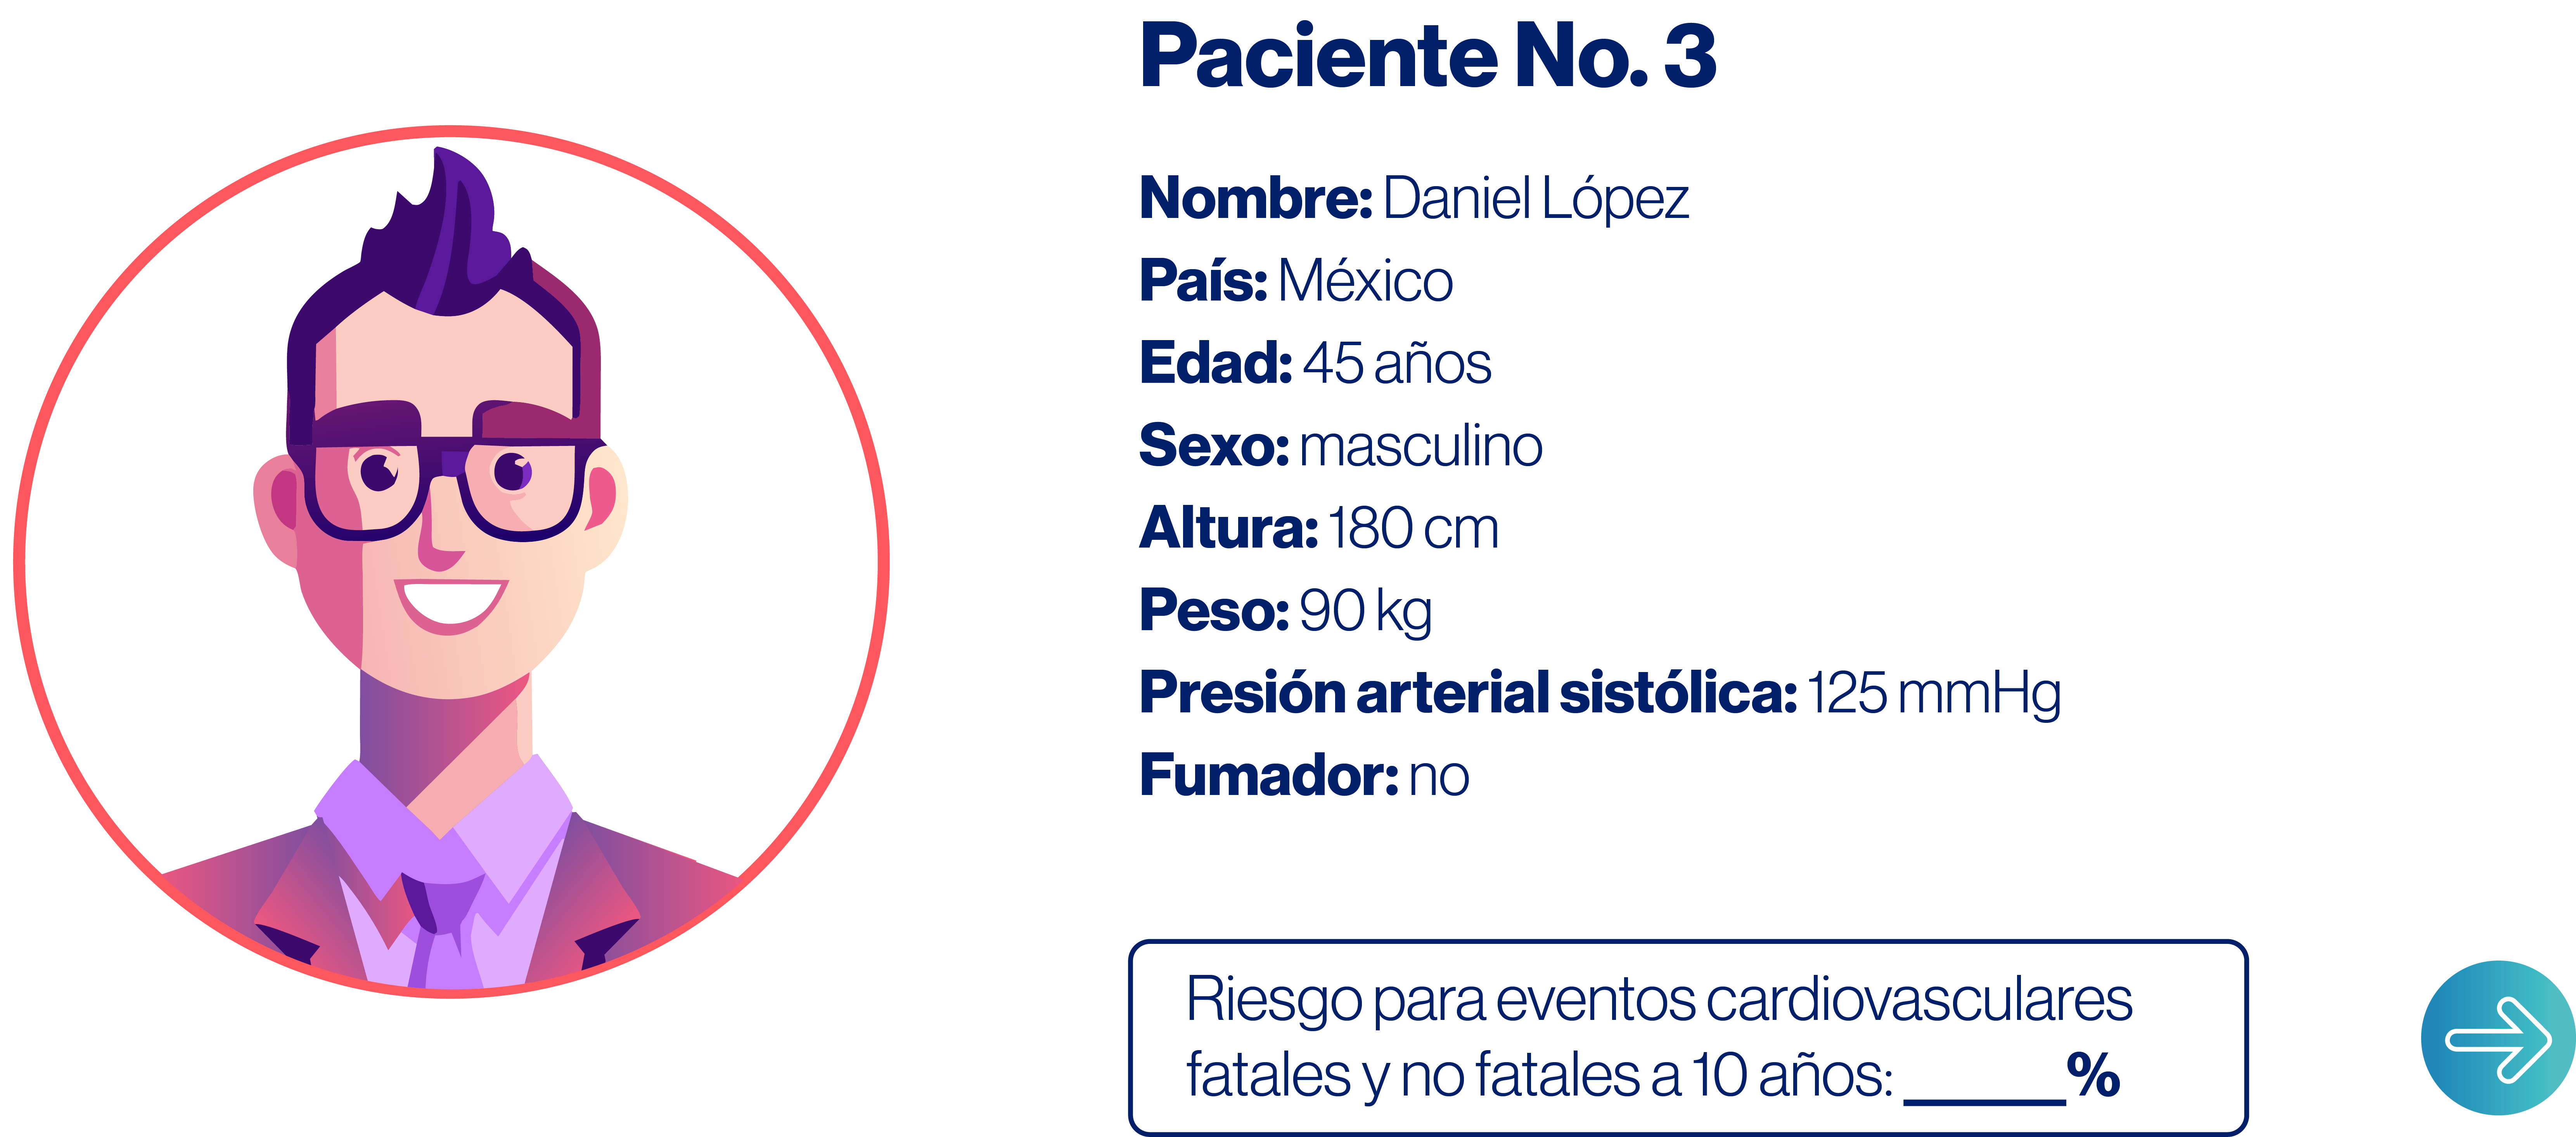 Paciente No. 3
Nombre: Daniel López
País: México
Edad: 45 años
Sexo: masculino
Altura: 180 cm
Peso: 90 kg
Presión arterial sistólica: 125 mmHg
Fumador: no
Riesgo para eventos cardiovasculares
fatales y no fatales a 10 años: _____%